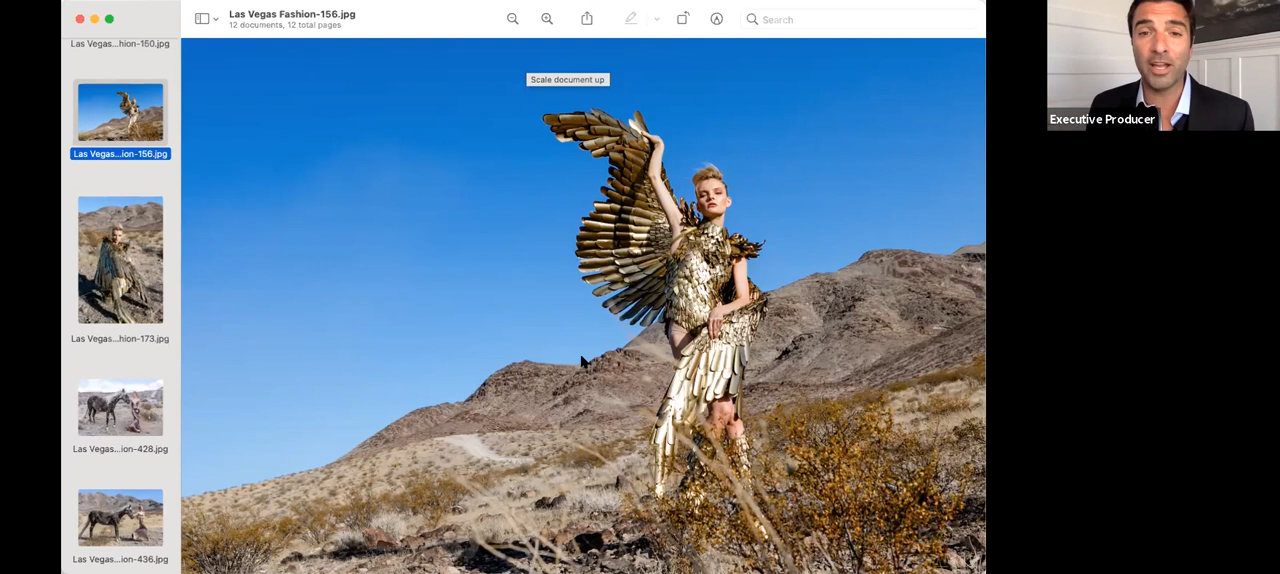 Las Vegas Fashion-156.jpg
12 documents, 12 total pages
Search
Las Vegas...hion-150.jpg
Scale document up
Las Vegas...ion-156.jpg
Las Vegas...hion-173.jpg
Las Vegas...ion-428.jpg
Las Vegas...ion-436.jpg
Executive Producer